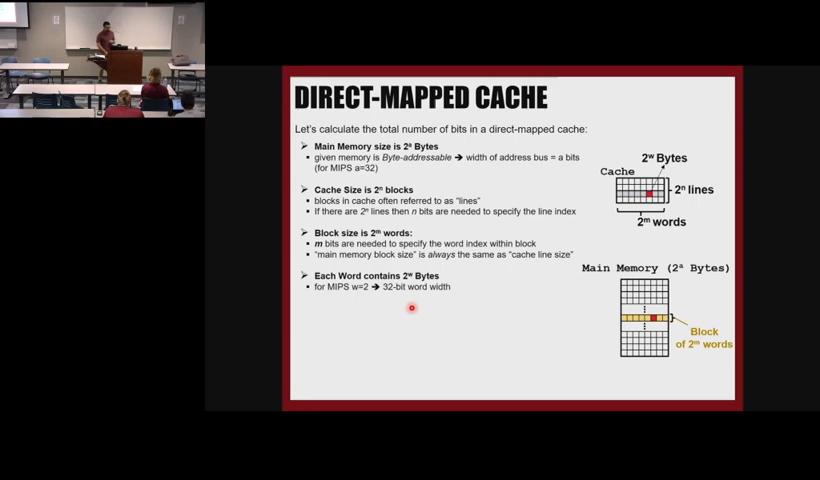 DIRECT-MAPPED CACHE
Let's calculate the total number of bits in a direct-mapped cache:
➢ Main Memory size is 2ᵃ Bytes
▪ given memory is Byte-addressable ➔ width of address bus = a bits
(for MIPS a=32)
➢ Cache Size is 2ⁿ blocks
▪ blocks in cache often referred to as "lines"
▪ If there are 2ⁿ lines then n bits are needed to specify the line index
➢ Block size is 2ᵐ words:
▪ m bits are needed to specify the word index within block
▪ "main memory block size" is always the same as "cache line size"
➢ Each Word contains 2ʷ Bytes
▪ for MIPS w=2 ➔ 32-bit word width
2ʷ Bytes
Cache
2ⁿ lines
2ᵐ words
Main Memory (2ᵃ Bytes)
Block
of 2ᵐ words